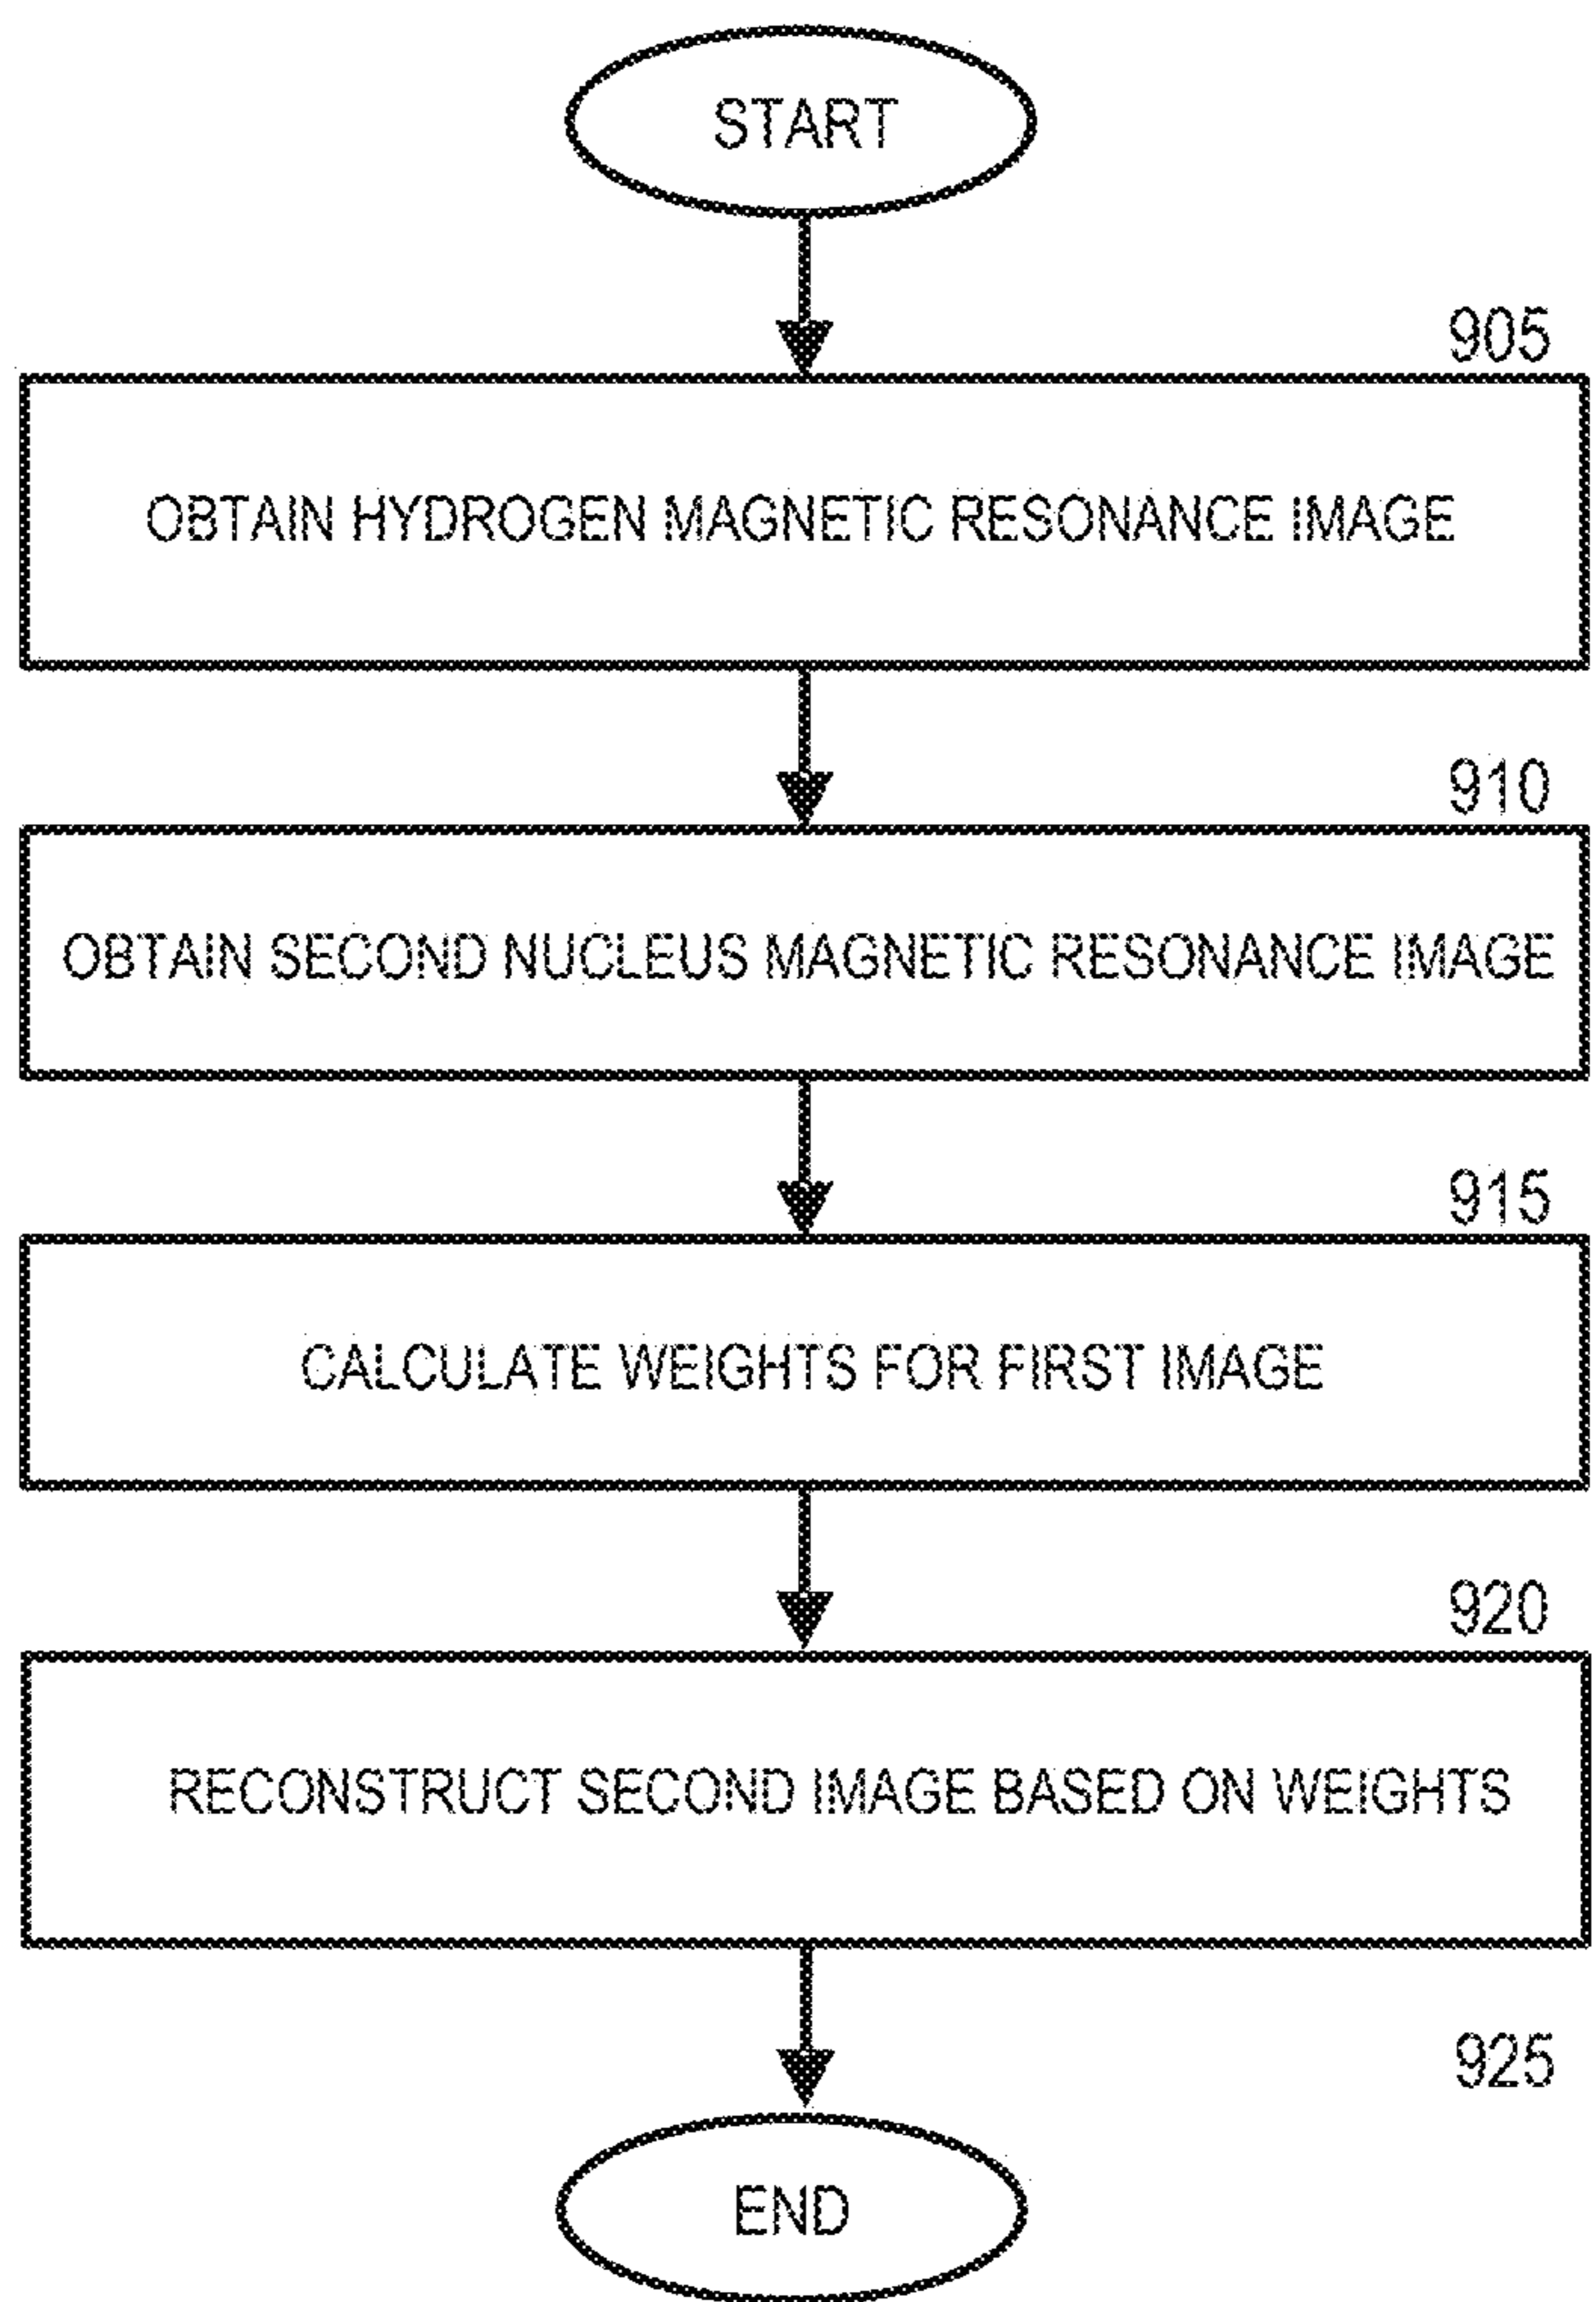 START
905
OBTAIN HYDROGEN MAGNETIC RESONANCE IMAGE
910
OBTAIN SECOND NUCLEUS MAGNETIC RESONANCE IMAGE
915
CALCULATE WEIGHTS FOR FIRST IMAGE
920
RECONSTRUCT SECOND IMAGE BASED ON WEIGHTS
925
END